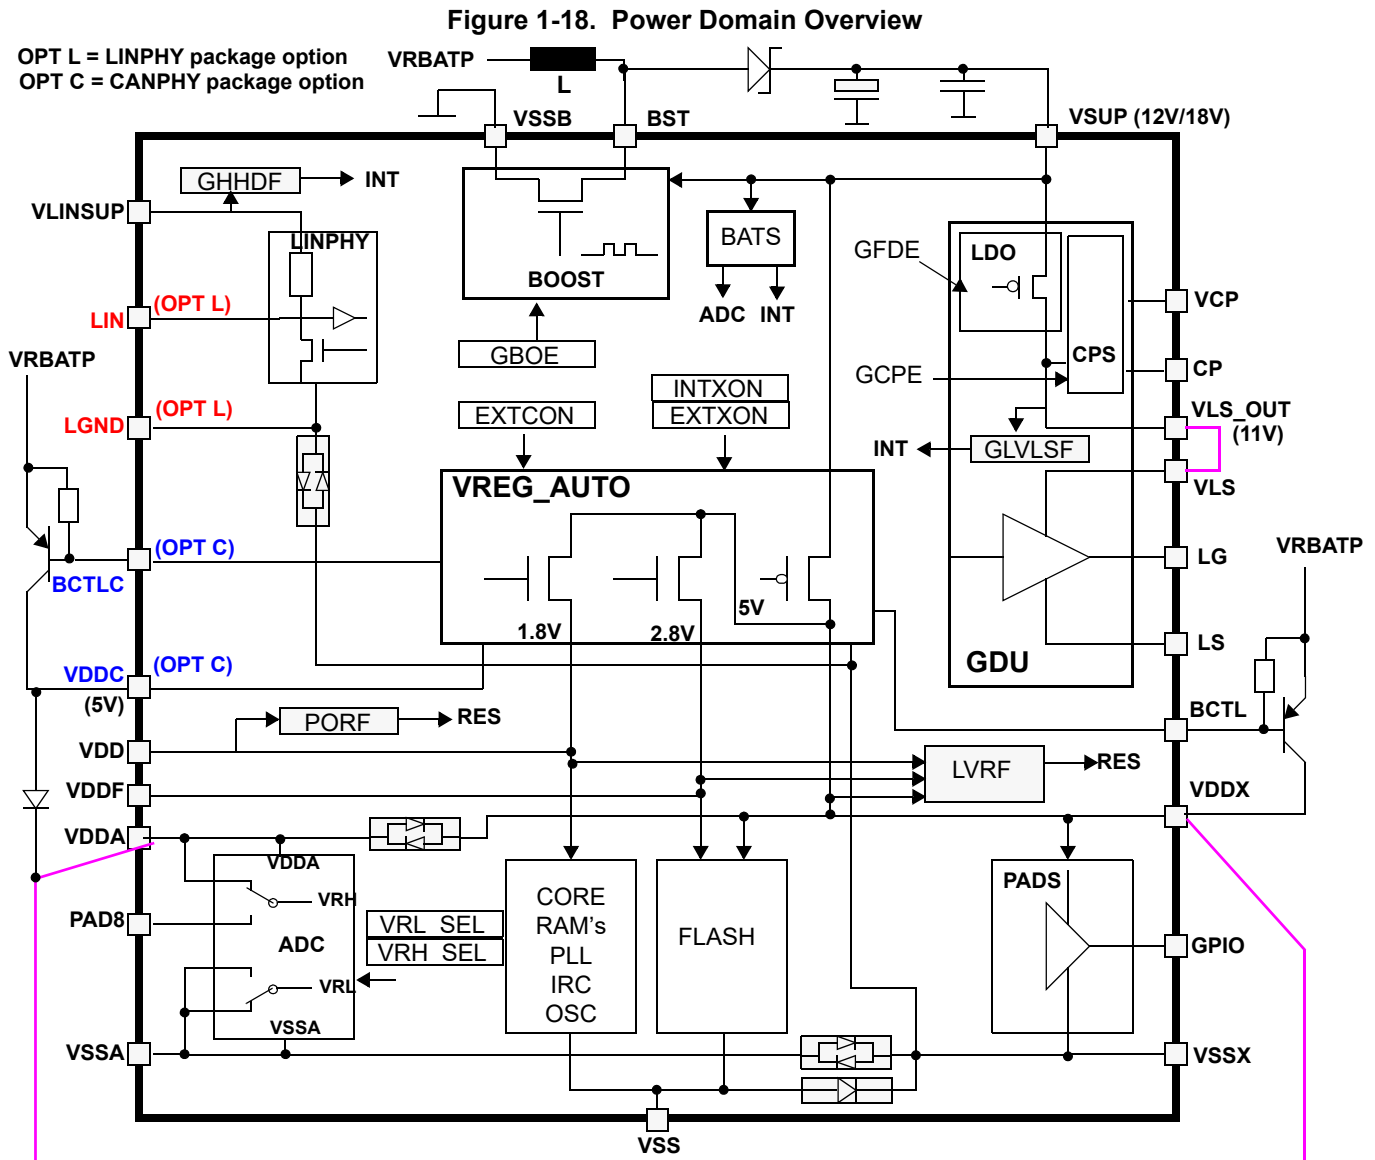 Figure 1-18. Power Domain Overview
OPT L = LINPHY package option
OPT C = CANPHY package option
VRBATP
L
VSSB
BST
VSUP (12V/18V)
GHHDF
INT
VLINSUP
LINPHY
BOOST
BATS
ADC
INT
GFDE
LDO
CPS
VCP
LIN
(OPT L)
GBOE
GCPE
CP
VRBATP
INTXON
EXTXON
EXTCON
LGND
(OPT L)
VLS_OUT
(11V)
INT
GLVLSF
VREG_AUTO
VLS
(OPT C)
BCTLC
LG
VRBATP
1.8V
2.8V
5V
LS
GDU
VDDC
(OPT C)
(5V)
PORF
RES
BCTL
VDD
LVRF
RES
VDDF
VDDX
VDDA
VDDA
VRH
PAD8
ADC
VRL
VSSA
VRL SEL
VRH SEL
CORE
RAM's
PLL
IRC
OSC
FLASH
PADS
GPIO
VSSA
VSSX
VSS